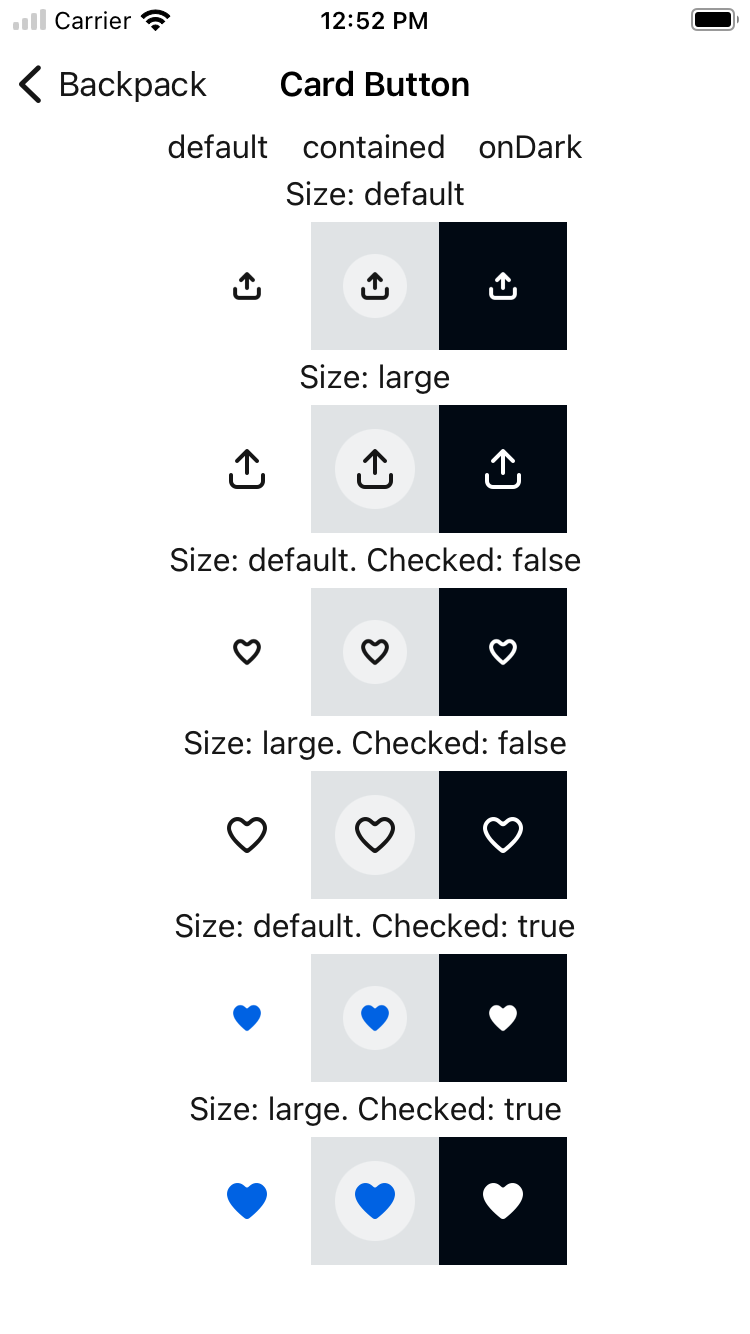 Carrier 12:52 PM
Backpack Card Button
default contained onDark
Size: default
Size: large
Size: default. Checked: false
Size: large. Checked: false
Size: default. Checked: true
Size: large. Checked: true